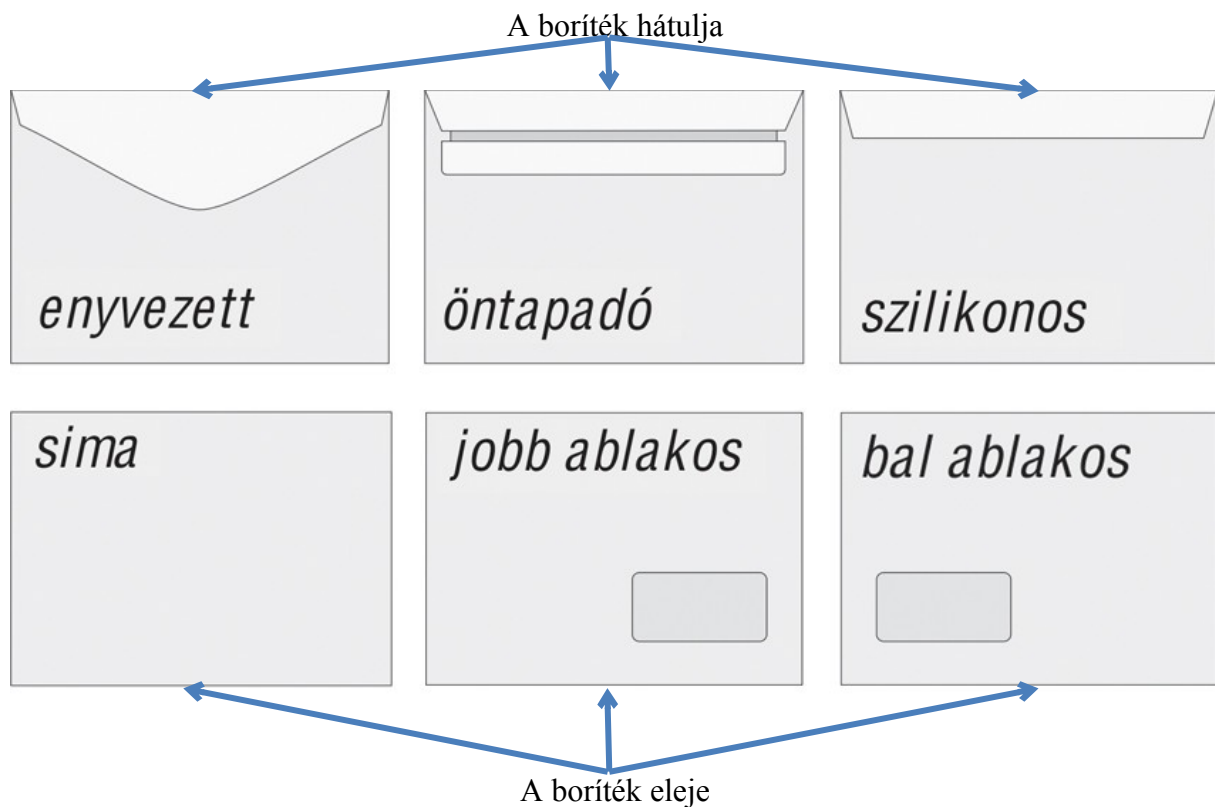 A boríték hátulja
enyvezett
öntapadó
szilikonos
sima
jobb ablakos
bal ablakos
A boríték eleje